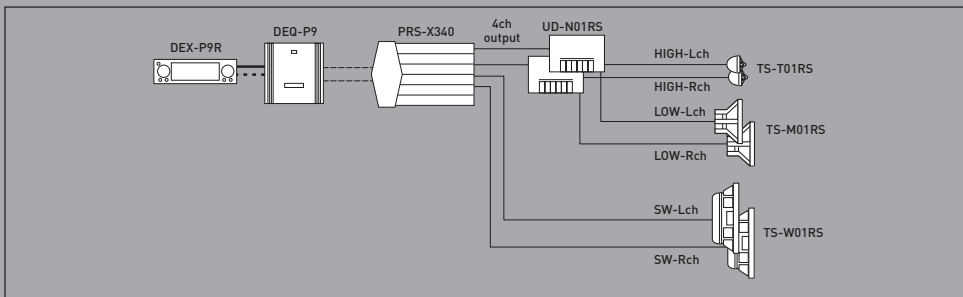 DEX-P9R
DEQ-P9
PRS-X340
4ch
output
UD-N01RS
HIGH-Lch
HIGH-Rch
TS-T01RS
LOW-Lch
LOW-Rch
TS-M01RS
SW-Lch
SW-Rch
TS-W01RS